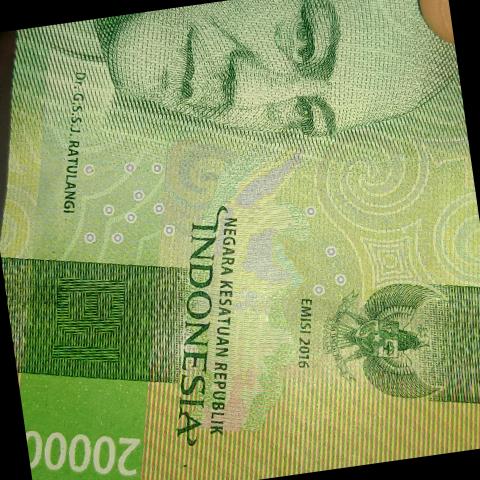 Dr. G.S.S.J. RATULANGI
NEGARA KESATUAN REPUBLIK
INDONESIA
EMISI 2016
20000